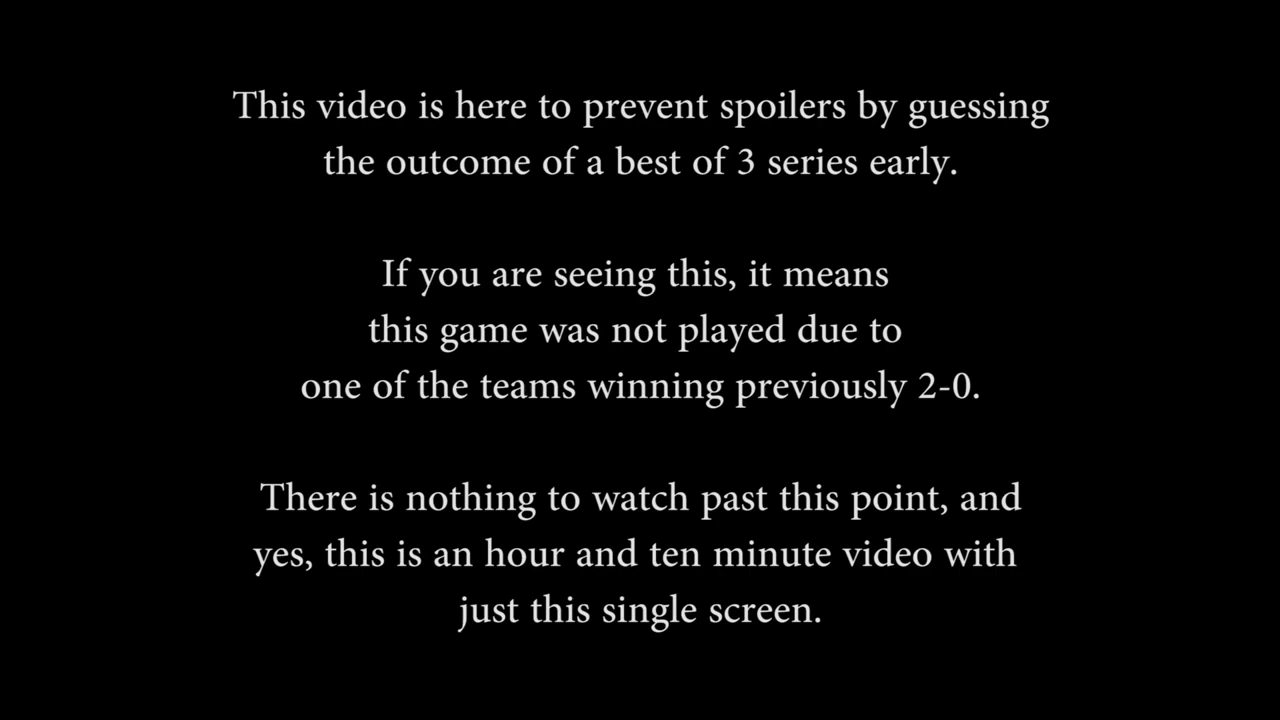 This video is here to prevent spoilers by guessing
the outcome of a best of 3 series early.
If you are seeing this, it means
this game was not played due to
one of the teams winning previously 2-0.
There is nothing to watch past this point, and
yes, this is an hour and ten minute video with
just this single screen.